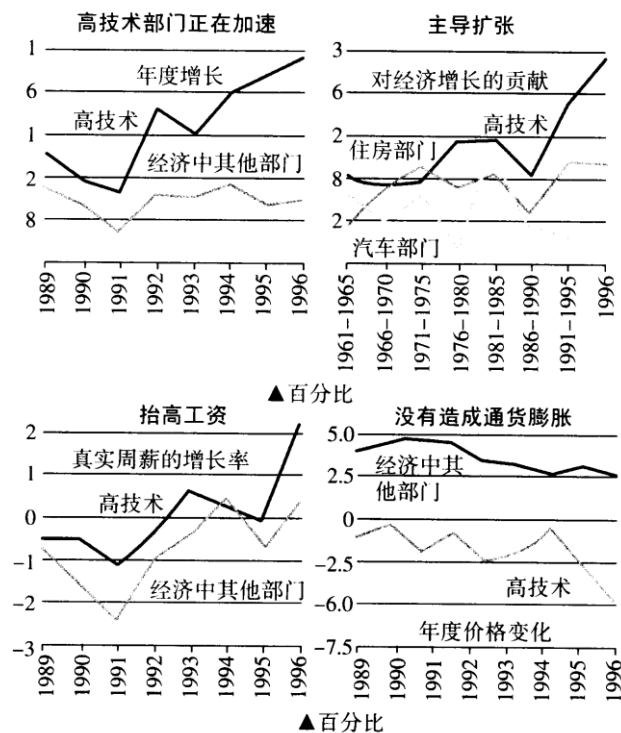 高技术部门正在加速
1
年度增长
6
高技术
1
经济中其他部门
2
8
1989
1990
1991
1992
1993
1994
1995
1996
主导扩张
3
对经济增长的贡献
6
高技术
2
住房部门
8
2
汽车部门
1961-1965
1966-1970
1971-1975
1976-1980
1981-1985
1986-1990
1991-1995
1996
▲百分比
抬高工资
2
真实周薪的增长率
1
高技术
0
-1
经济中其他部门
-2
-3
1989
1990
1991
1992
1993
1994
1995
1996
没有造成通货膨胀
5.0
经济中其
他部门
2.5
0
-2.5
高技术
-6.0
年度价格变化
-7.5
1989
1990
1991
1992
1993
1994
1995
1996
▲百分比